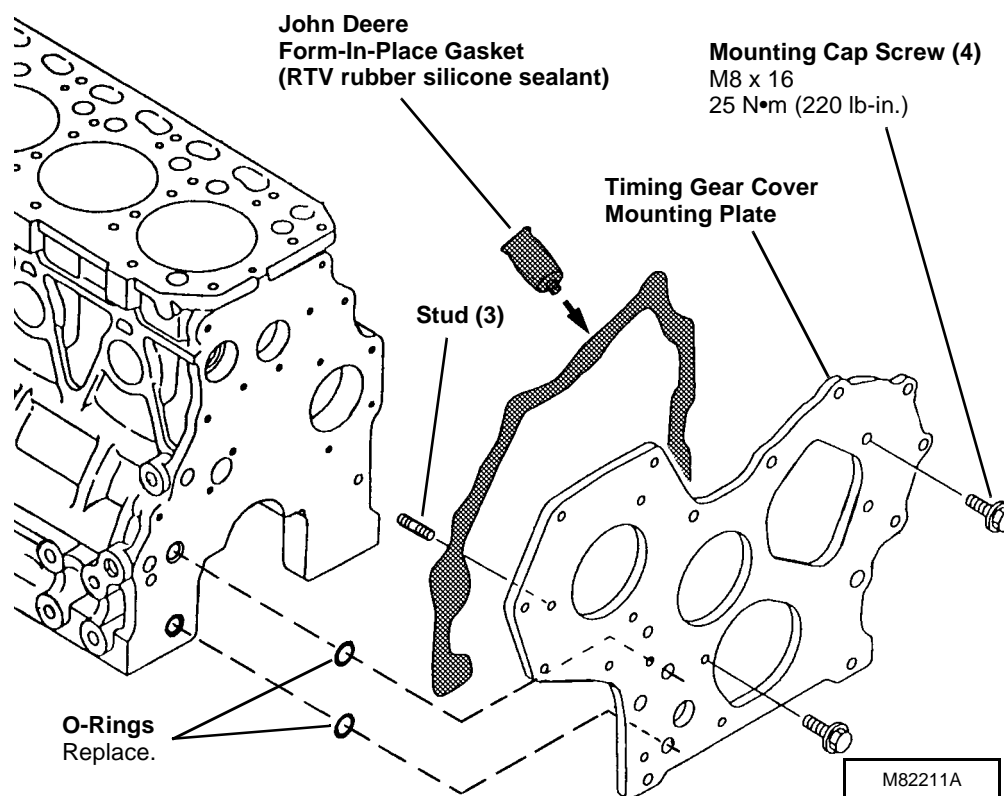 John Deere
Form-In-Place Gasket
(RTV rubber silicone sealant)
Mounting Cap Screw (4)
M8 x 16
25 N•m (220 lb-in.)
Timing Gear Cover
Mounting Plate
Stud (3)
O-Rings
Replace.
M82211A